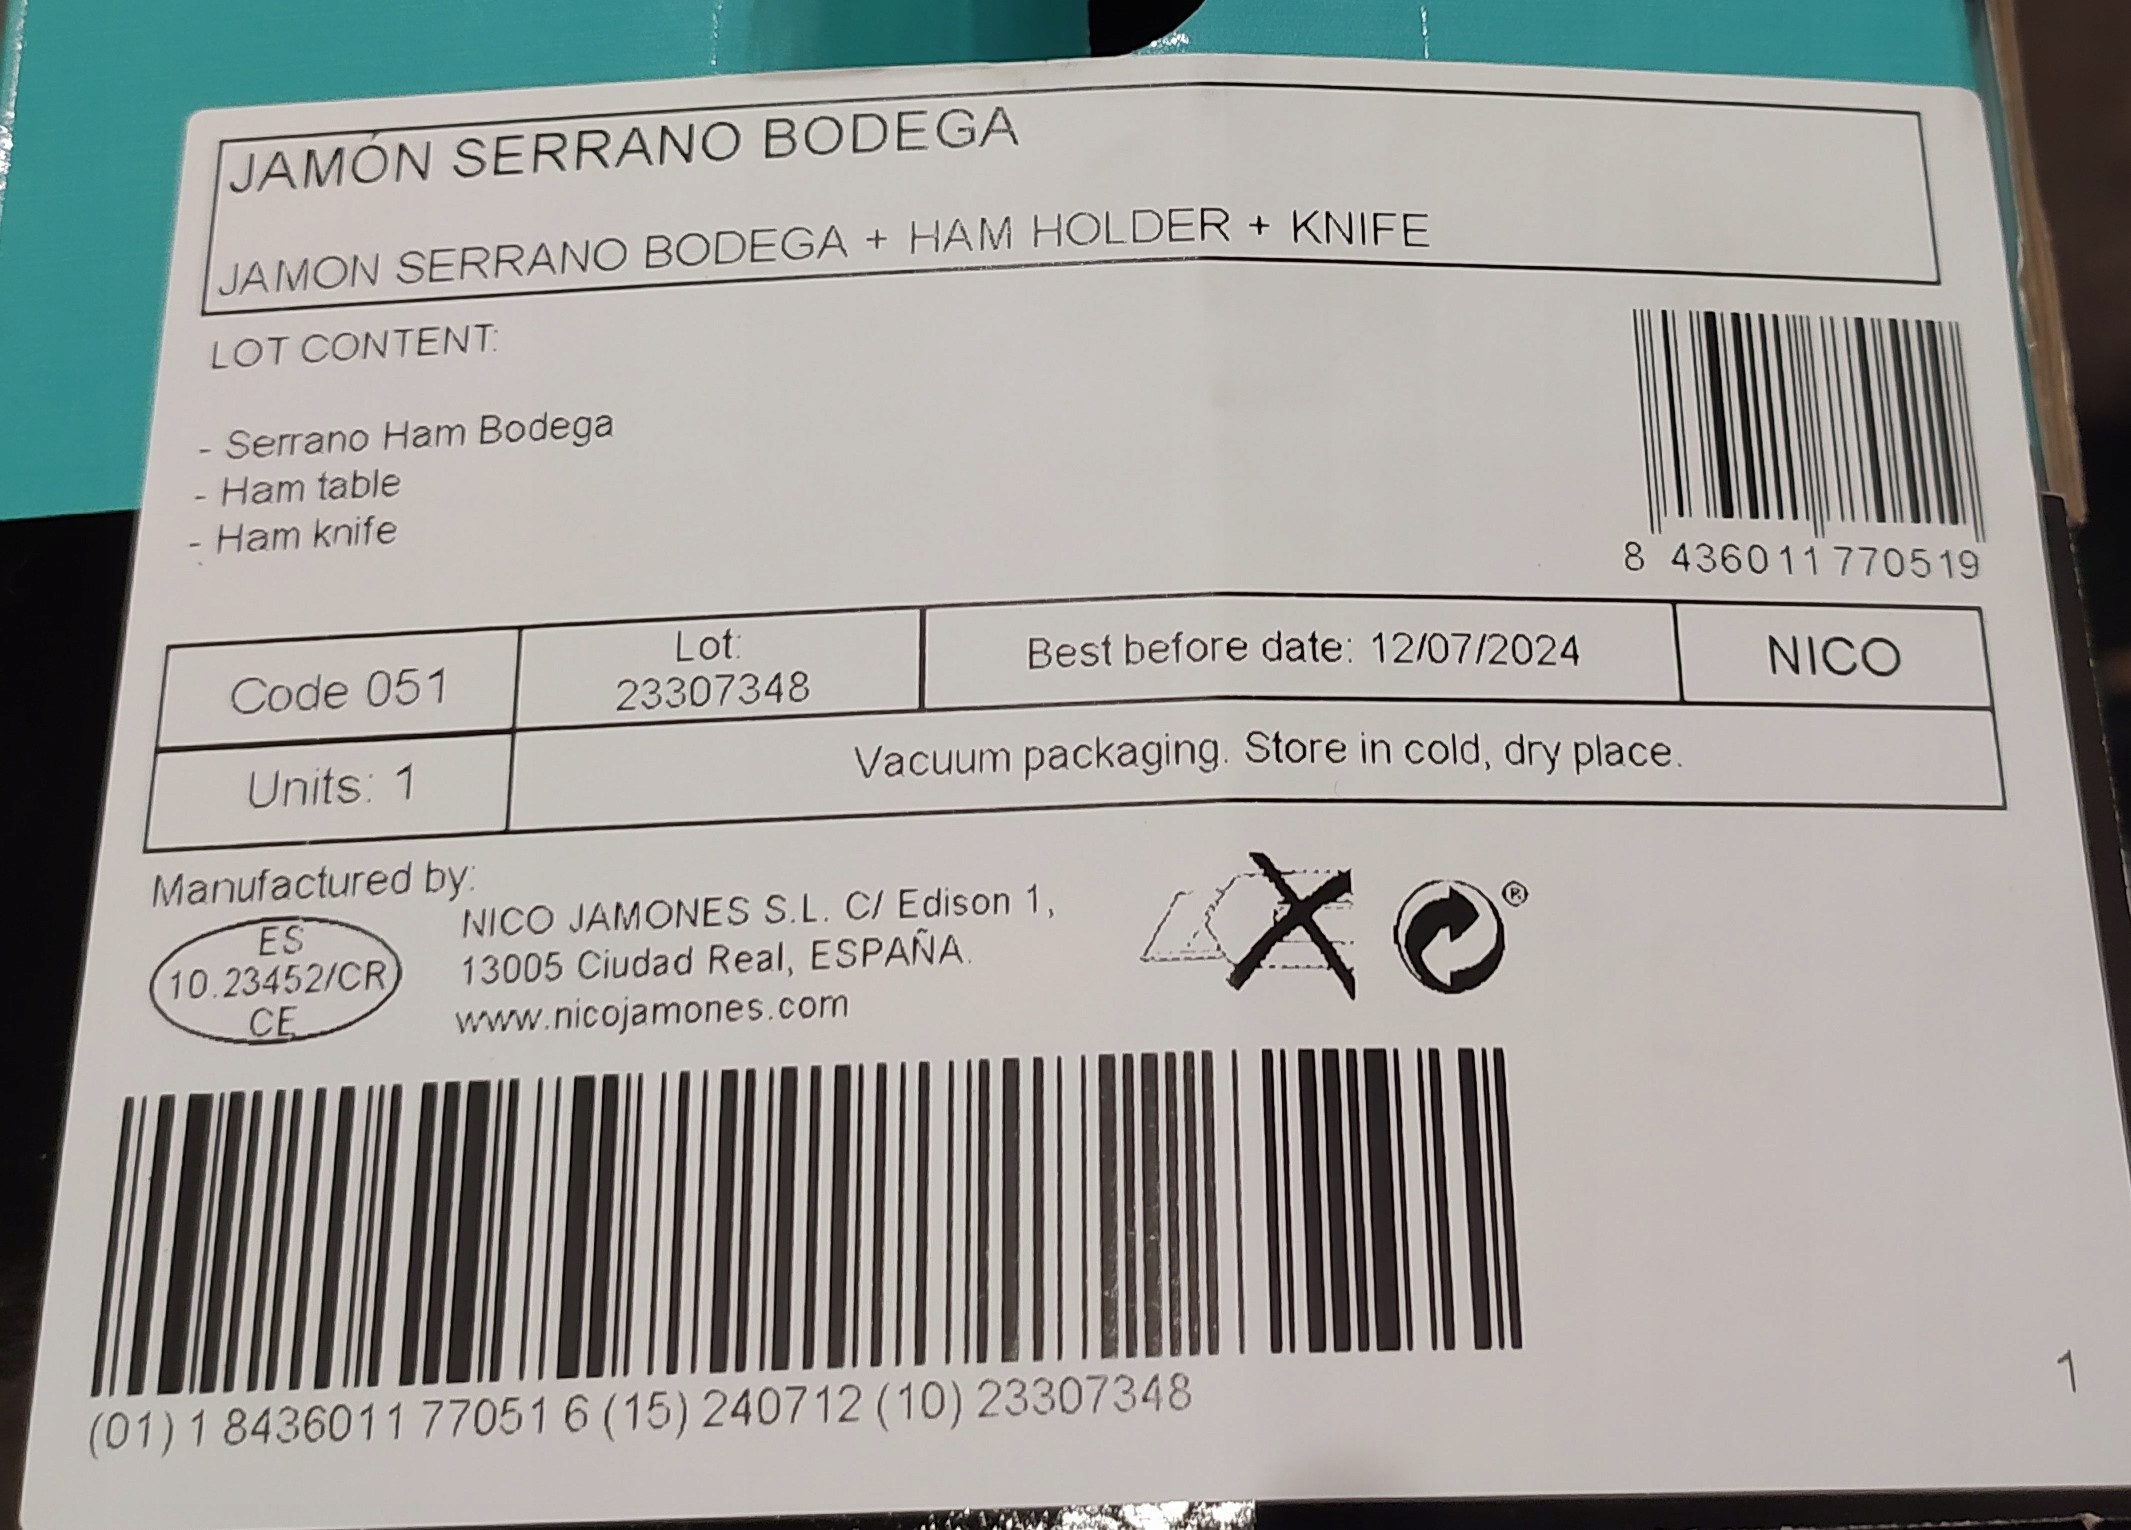 JAMÓN SERRANO BODEGA
JAMON SERRANO BODEGA + HAM HOLDER + KNIFE
LOT CONTENT:
- Serrano Ham Bodega
- Ham table
- Ham knife
8 436011 770519
Code 051
Lot:
23307348
Best before date: 12/07/2024
NICO
Units: 1
Vacuum packaging. Store in cold, dry place.
Manufactured by:
ES
10.23452/CR
CE
NICO JAMONES S.L. C/ Edison 1,
13005 Ciudad Real, ESPAÑA.
www.nicojamones.com
®
(01) 1 8436011 77051 6 (15) 240712 (10) 23307348
1